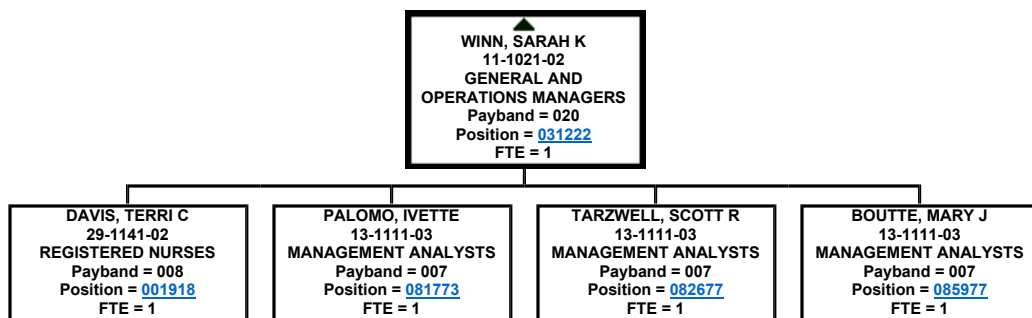 WINN, SARAH K
11-1021-02
GENERAL AND
OPERATIONS MANAGERS
Payband = 020
Position = 031222
FTE = 1
DAVIS, TERRI C
29-1141-02
REGISTERED NURSES
Payband = 008
Position = 001918
FTE = 1
PALOMO, IVETTE
13-1111-03
MANAGEMENT ANALYSTS
Payband = 007
Position = 081773
FTE = 1
TARZWELL, SCOTT R
13-1111-03
MANAGEMENT ANALYSTS
Payband = 007
Position = 082677
FTE = 1
BOUTTE, MARY J
13-1111-03
MANAGEMENT ANALYSTS
Payband = 007
Position = 085977
FTE = 1